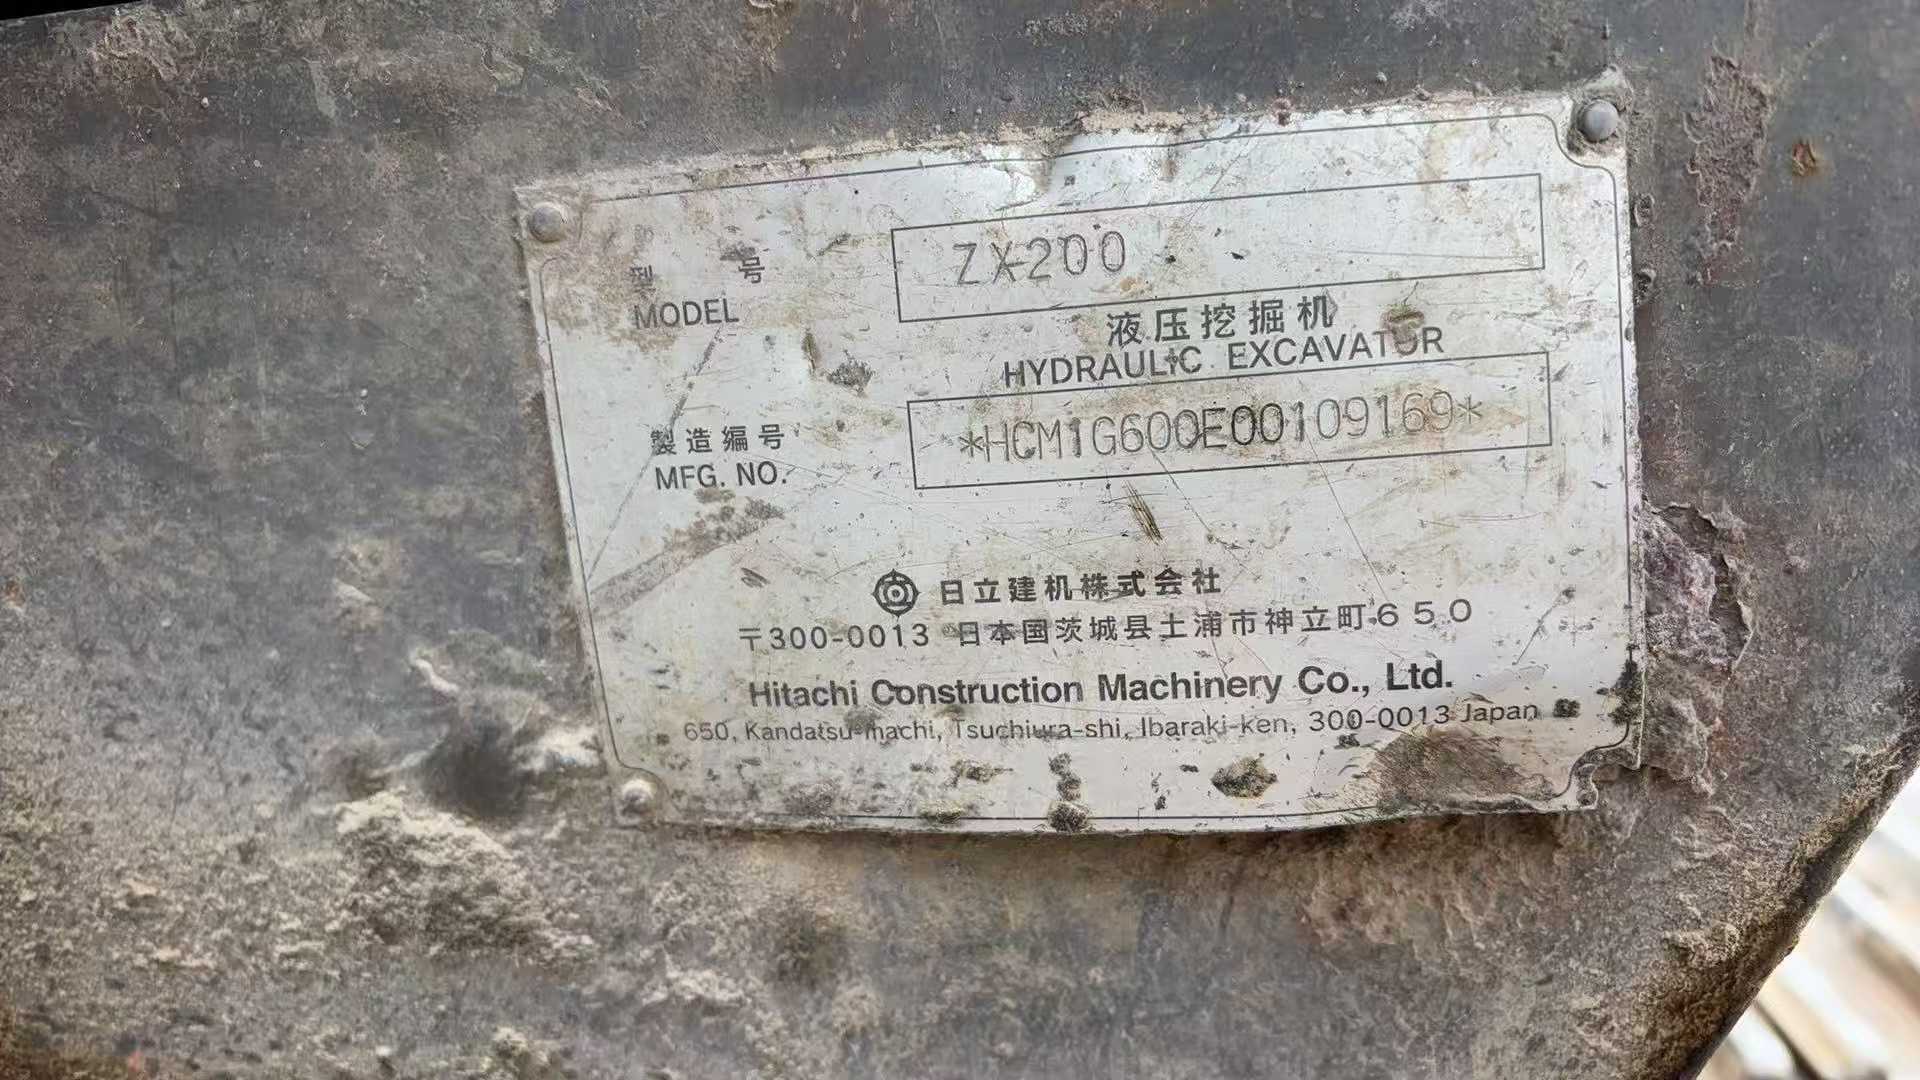 型 号
MODEL
ZX200
液压挖掘机
HYDRAULIC EXCAVATOR
製造编号
MFG. NO.
*HCM1G600E00109169*
日立建机株式会社
〒300-0013 日本国茨城县土浦市神立町650
Hitachi Construction Machinery Co., Ltd.
650, Kandatsu-machi, Tsuchiura-shi, Ibaraki-ken, 300-0013 Japan